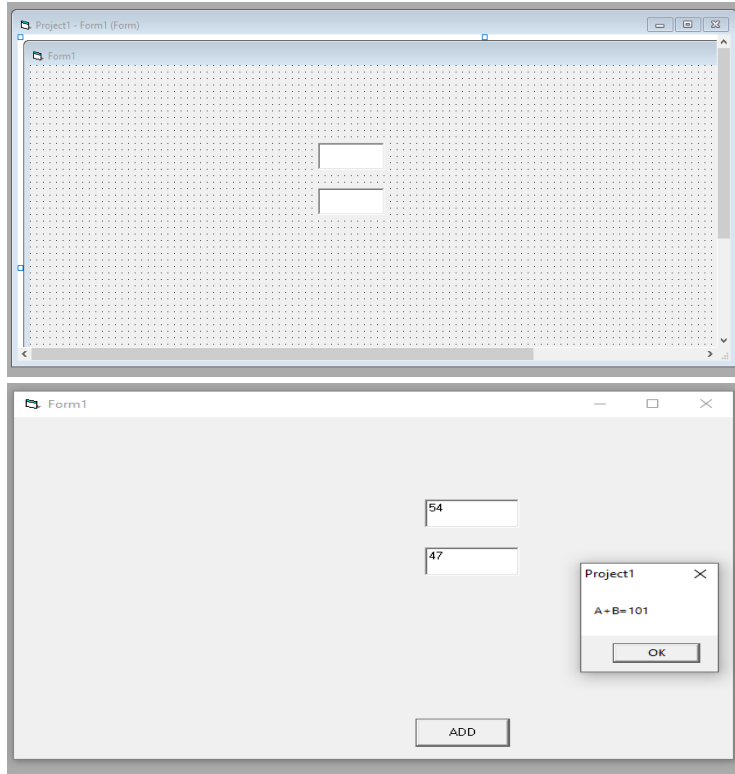 Project1 - Form1 (Form)
Form1
Form1
54
47
Project1
A+B=101
OK
ADD